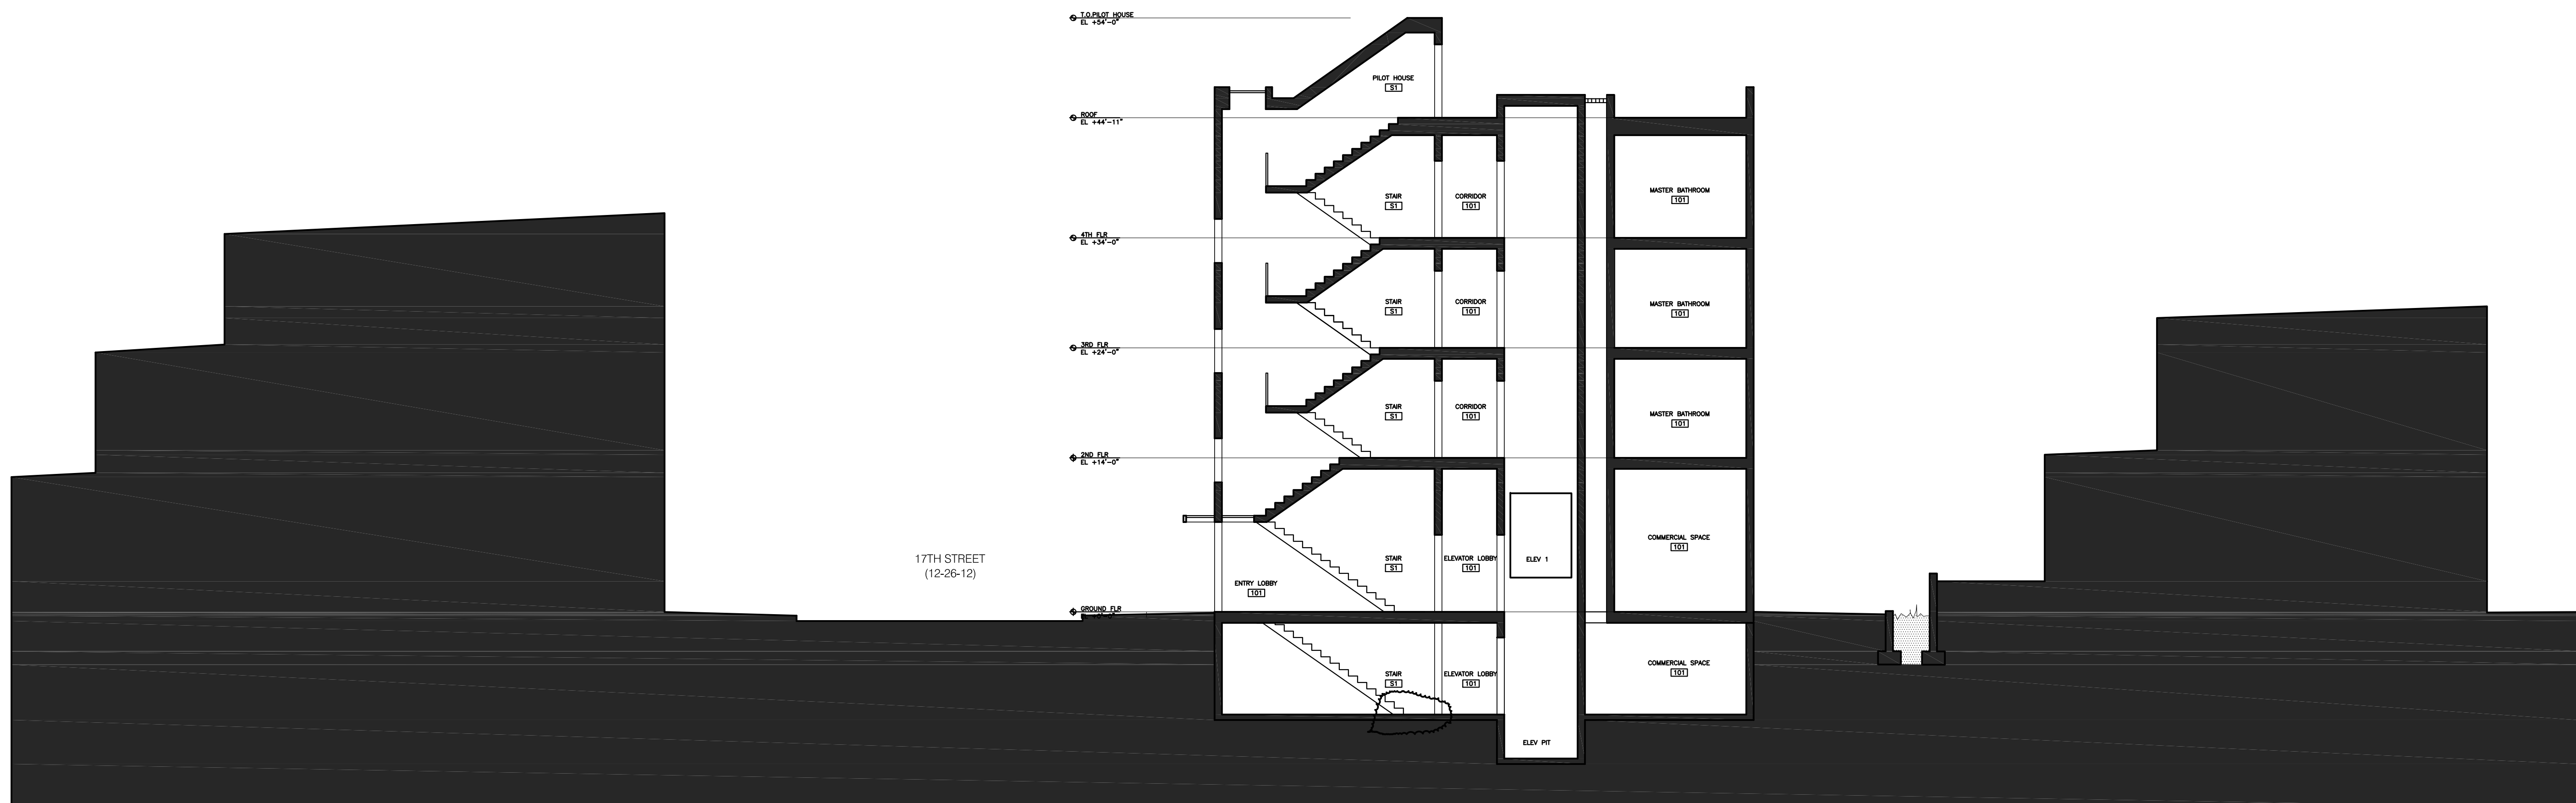 T.O.PILOT HOUSE
EL +54'-0"
PILOT HOUSE
S1
ROOF
EL +44'-11"
STAIR
S1
CORRIDOR
101
MASTER BATHROOM
101
4TH FLR
EL +34'-0"
STAIR
S1
CORRIDOR
101
MASTER BATHROOM
101
3RD FLR
EL +24'-0"
STAIR
S1
CORRIDOR
101
MASTER BATHROOM
101
2ND FLR
EL +14'-0"
17TH STREET
(12-26-12)
ENTRY LOBBY
101
STAIR
S1
ELEVATOR LOBBY
101
ELEV 1
COMMERCIAL SPACE
101
GROUND FLR
EL +0'-0"
STAIR
S1
ELEVATOR LOBBY
101
COMMERCIAL SPACE
101
ELEV PIT